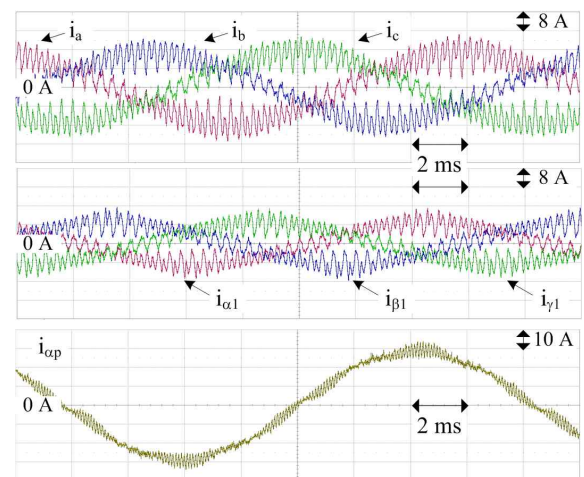 8 A
i_a
i_b
i_c
0 A
2 ms
8 A
0 A
i_α1
i_β1
i_γ1
i_αp
10 A
0 A
2 ms